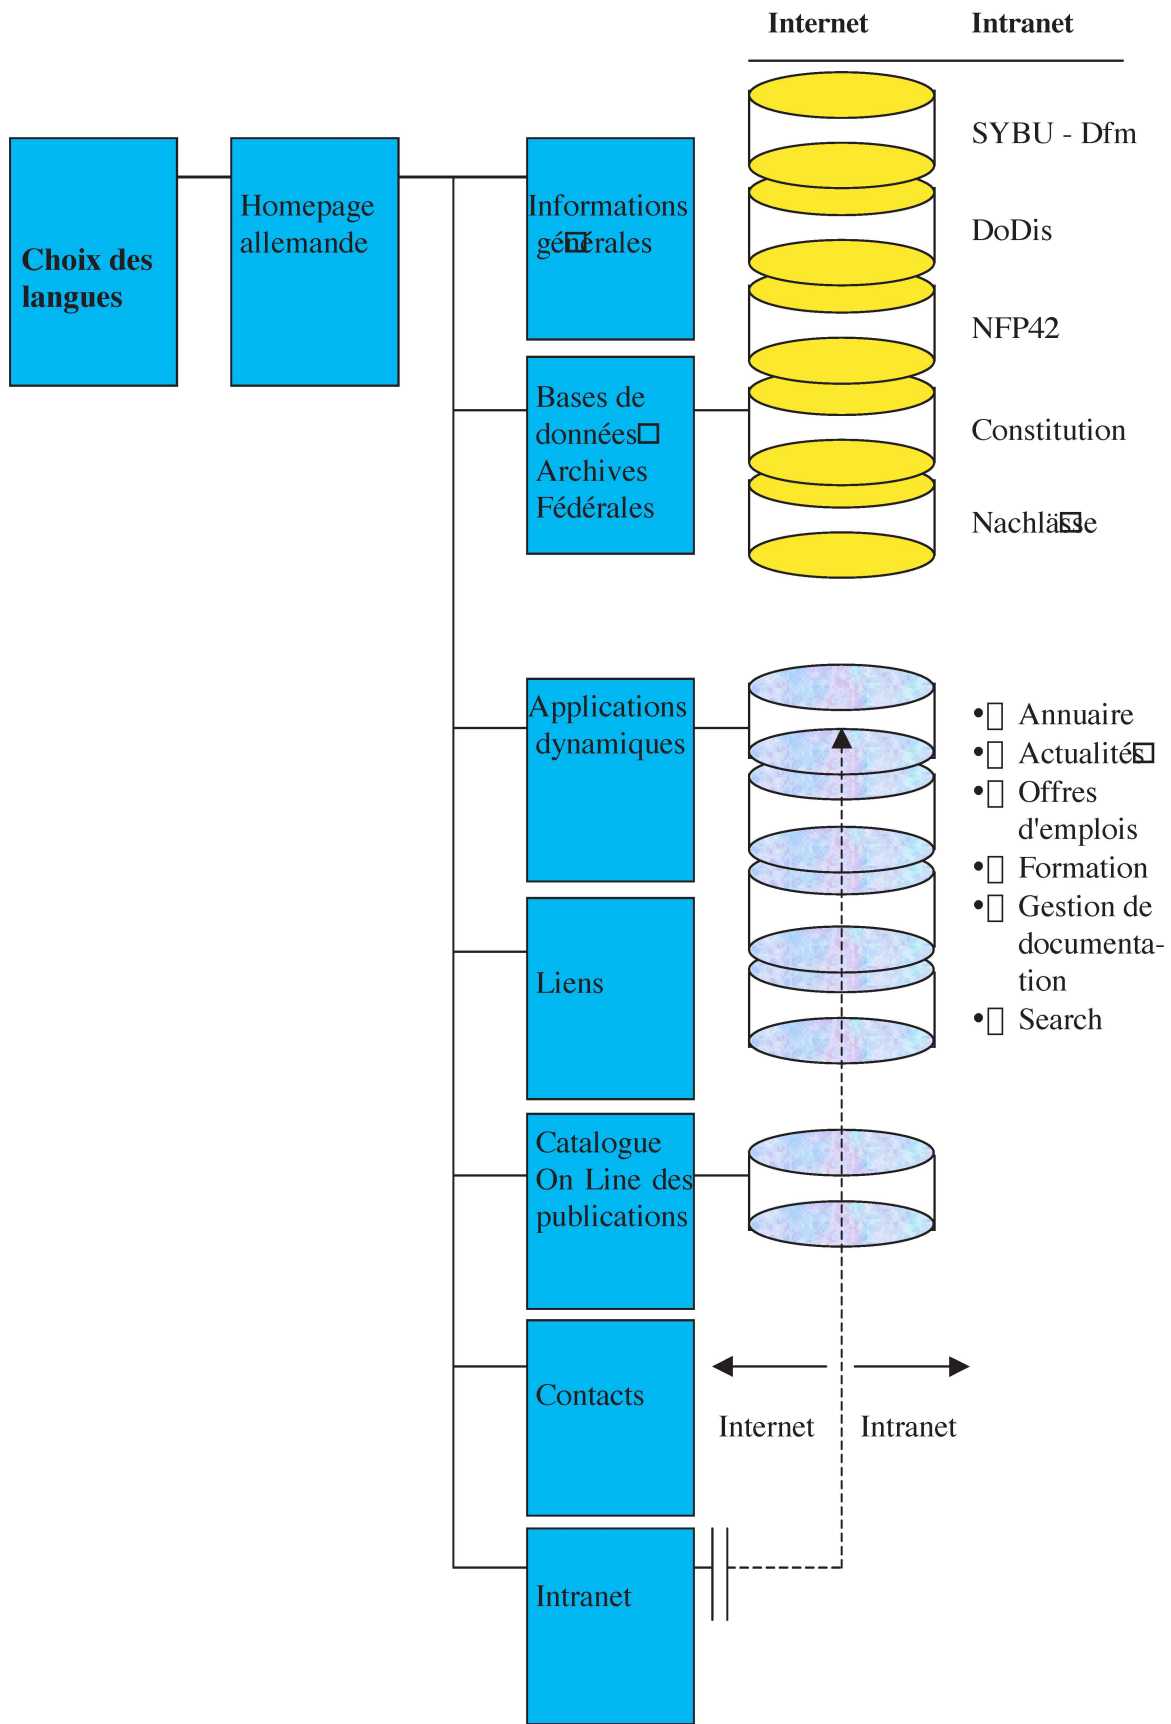 Internet
Intranet
Choix des
langues
Homepage
allemande
Informations
générales
Bases de
données
Archives
Fédérales
SYBU - Dfm
DoDis
NFP42
Constitution
Nachlässe
Applications
dynamiques
• Annuaire
• Actualités
• Offres
d'emplois
• Formation
• Gestion de
documenta-
tion
• Search
Liens
Catalogue
On Line des
publications
Contacts
Internet
Intranet
Intranet